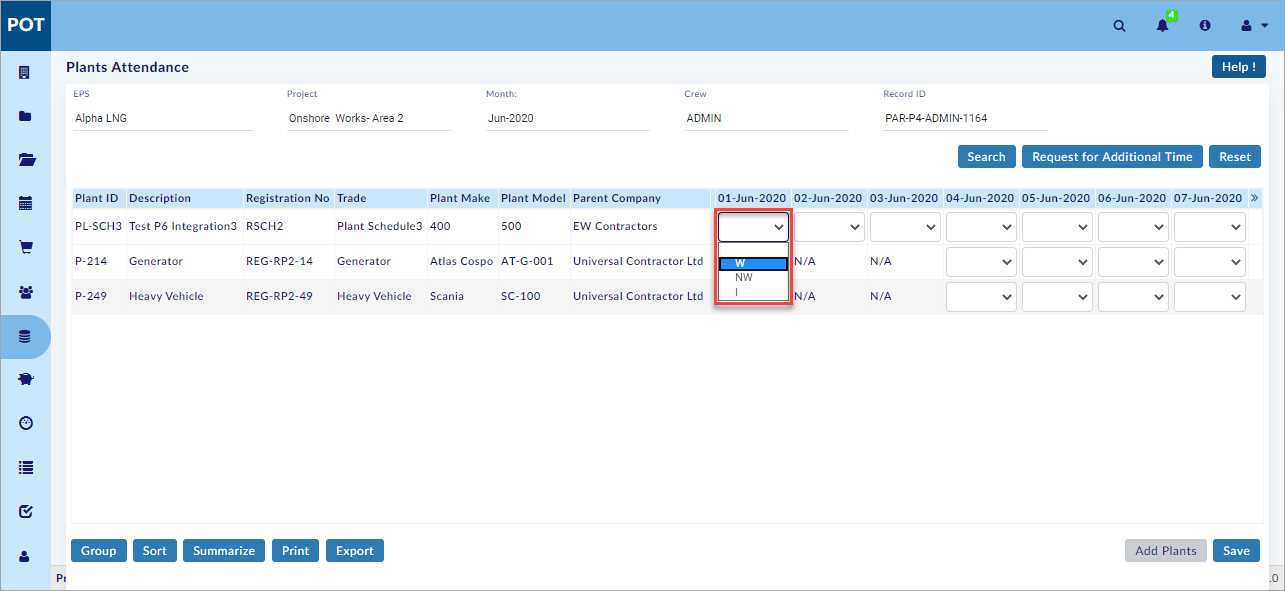 POT
4
Plants Attendance
Help !
EPS Project Month: Crew Record ID
Alpha LNG Onshore Works- Area 2 Jun-2020 ADMIN PAR-P4-ADMIN-1164
Search Request for Additional Time Reset
Plant ID Description Registration No Trade Plant Make Plant Model Parent Company 01-Jun-2020 02-Jun-2020 03-Jun-2020 04-Jun-2020 05-Jun-2020 06-Jun-2020 07-Jun-2020 »
PL-SCH3 Test P6 Integration3 RSCH2 Plant Schedule3 400 500 EW Contractors
P-214 Generator REG-RP2-14 Generator Atlas Cospo AT-G-001 Universal Contractor Ltd W N/A N/A
NW
P-249 Heavy Vehicle REG-RP2-49 Heavy Vehicle Scania SC-100 Universal Contractor Ltd I N/A N/A
Group Sort Summarize Print Export Add Plants Save